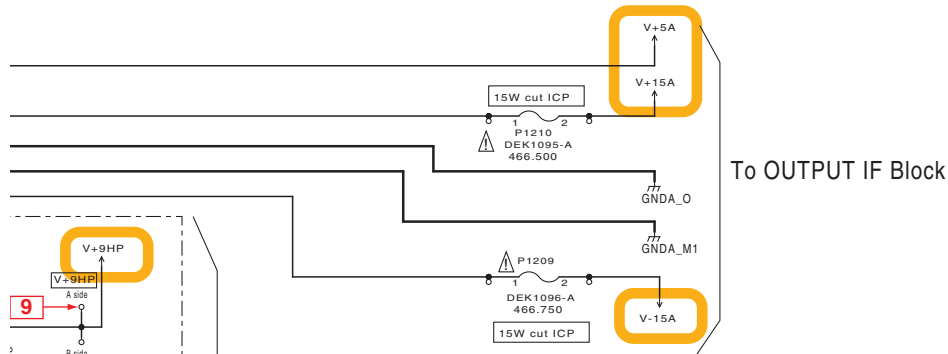 V+5A
V+15A
15W cut ICP
1 2
P1210
DEK1095-A
466.500
To OUTPUT IF Block
GNDA_O
GNDA_M1
V+9HP
V+9HP
A side
9
B side
P1209
1 2
DEK1096-A
466.750
15W cut ICP
V-15A